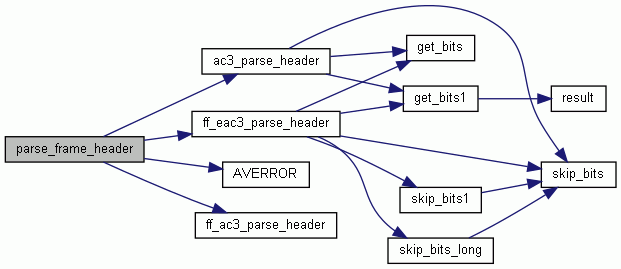 parse_frame_header
ac3_parse_header
ff_eac3_parse_header
AVERROR
ff_ac3_parse_header
get_bits
get_bits1
skip_bits1
skip_bits_long
result
skip_bits